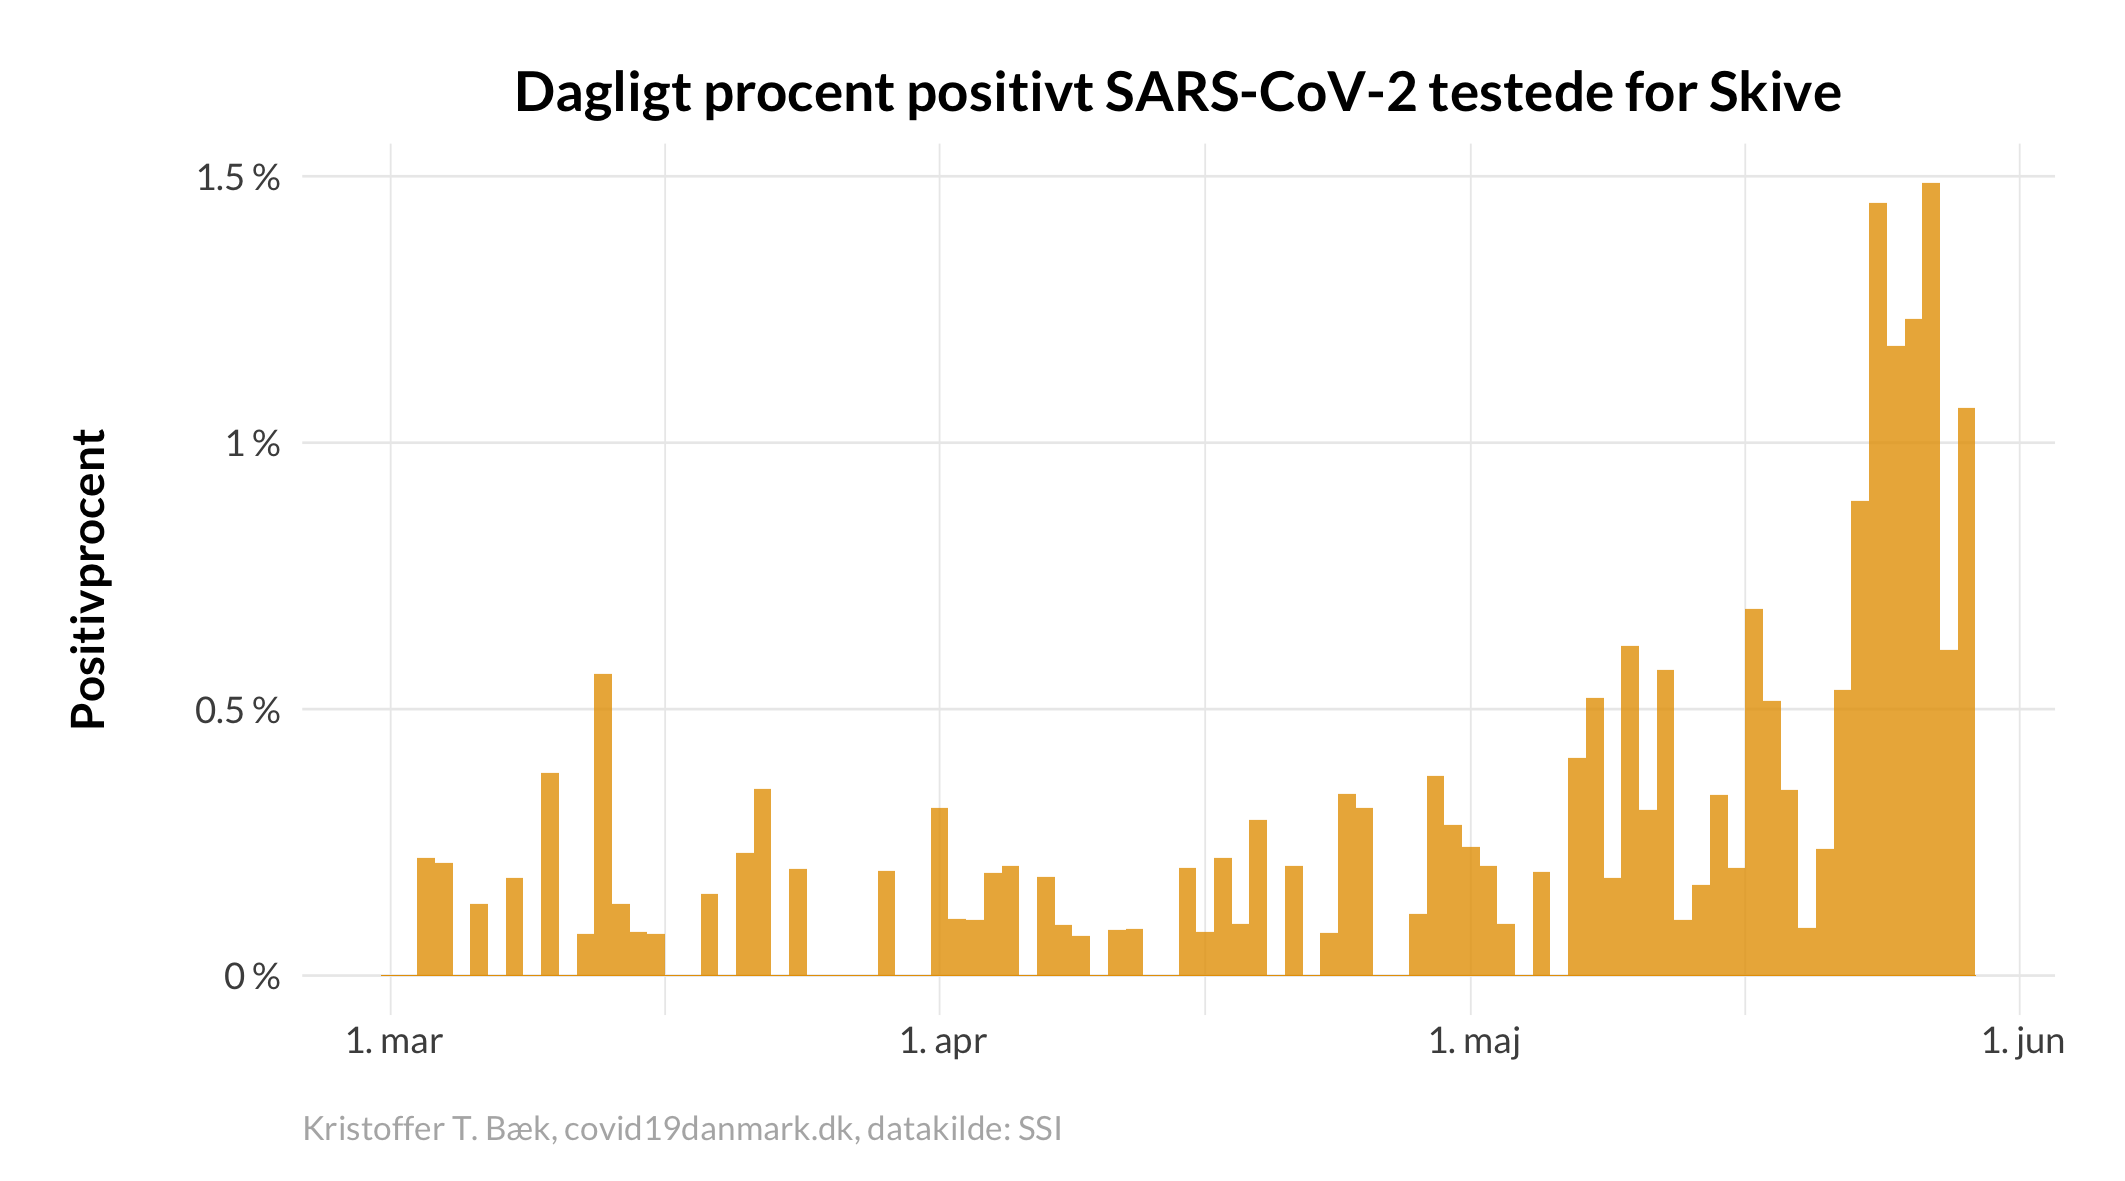 Dagligt procent positivt SARS-CoV-2 testede for Skive
Positivprocent
1.5 %
1 %
0.5 %
0 %
1. mar
1. apr
1. maj
1. jun
Kristoffer T. Bæk, covid19danmark.dk, datakilde: SSI